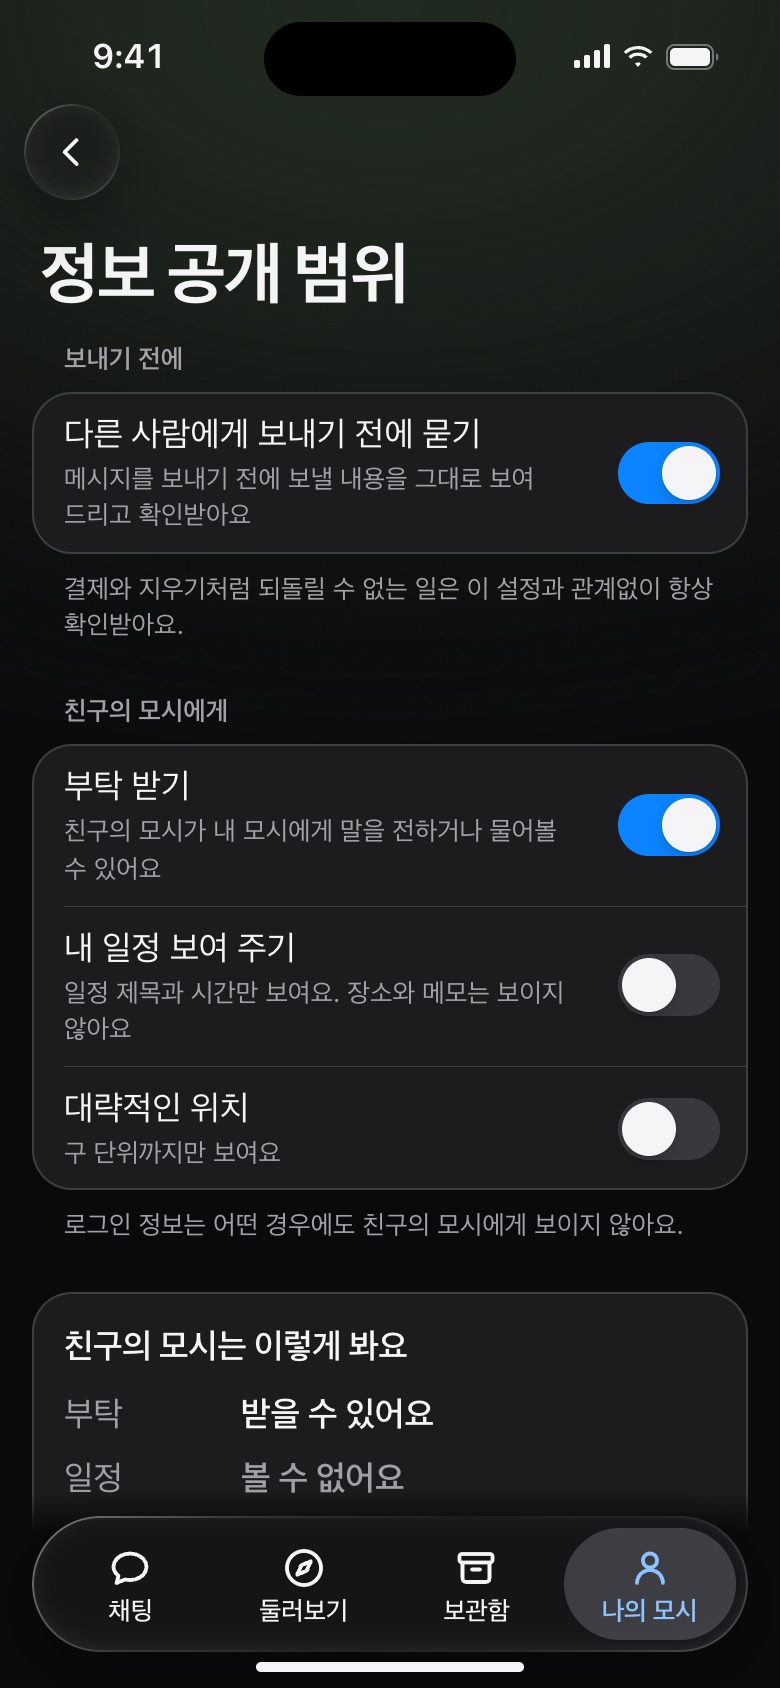 9:41
정보 공개 범위
보내기 전에
다른 사람에게 보내기 전에 묻기
메시지를 보내기 전에 보낼 내용을 그대로 보여
드리고 확인받아요
결제와 지우기처럼 되돌릴 수 없는 일은 이 설정과 관계없이 항상
확인받아요.
친구의 모시에게
부탁 받기
친구의 모시가 내 모시에게 말을 전하거나 물어볼
수 있어요
내 일정 보여 주기
일정 제목과 시간만 보여요. 장소와 메모는 보이지
않아요
대략적인 위치
구 단위까지만 보여요
로그인 정보는 어떤 경우에도 친구의 모시에게 보이지 않아요.
친구의 모시는 이렇게 봐요
부탁 받을 수 있어요
일정 볼 수 없어요
채팅 둘러보기 보관함 나의 모시